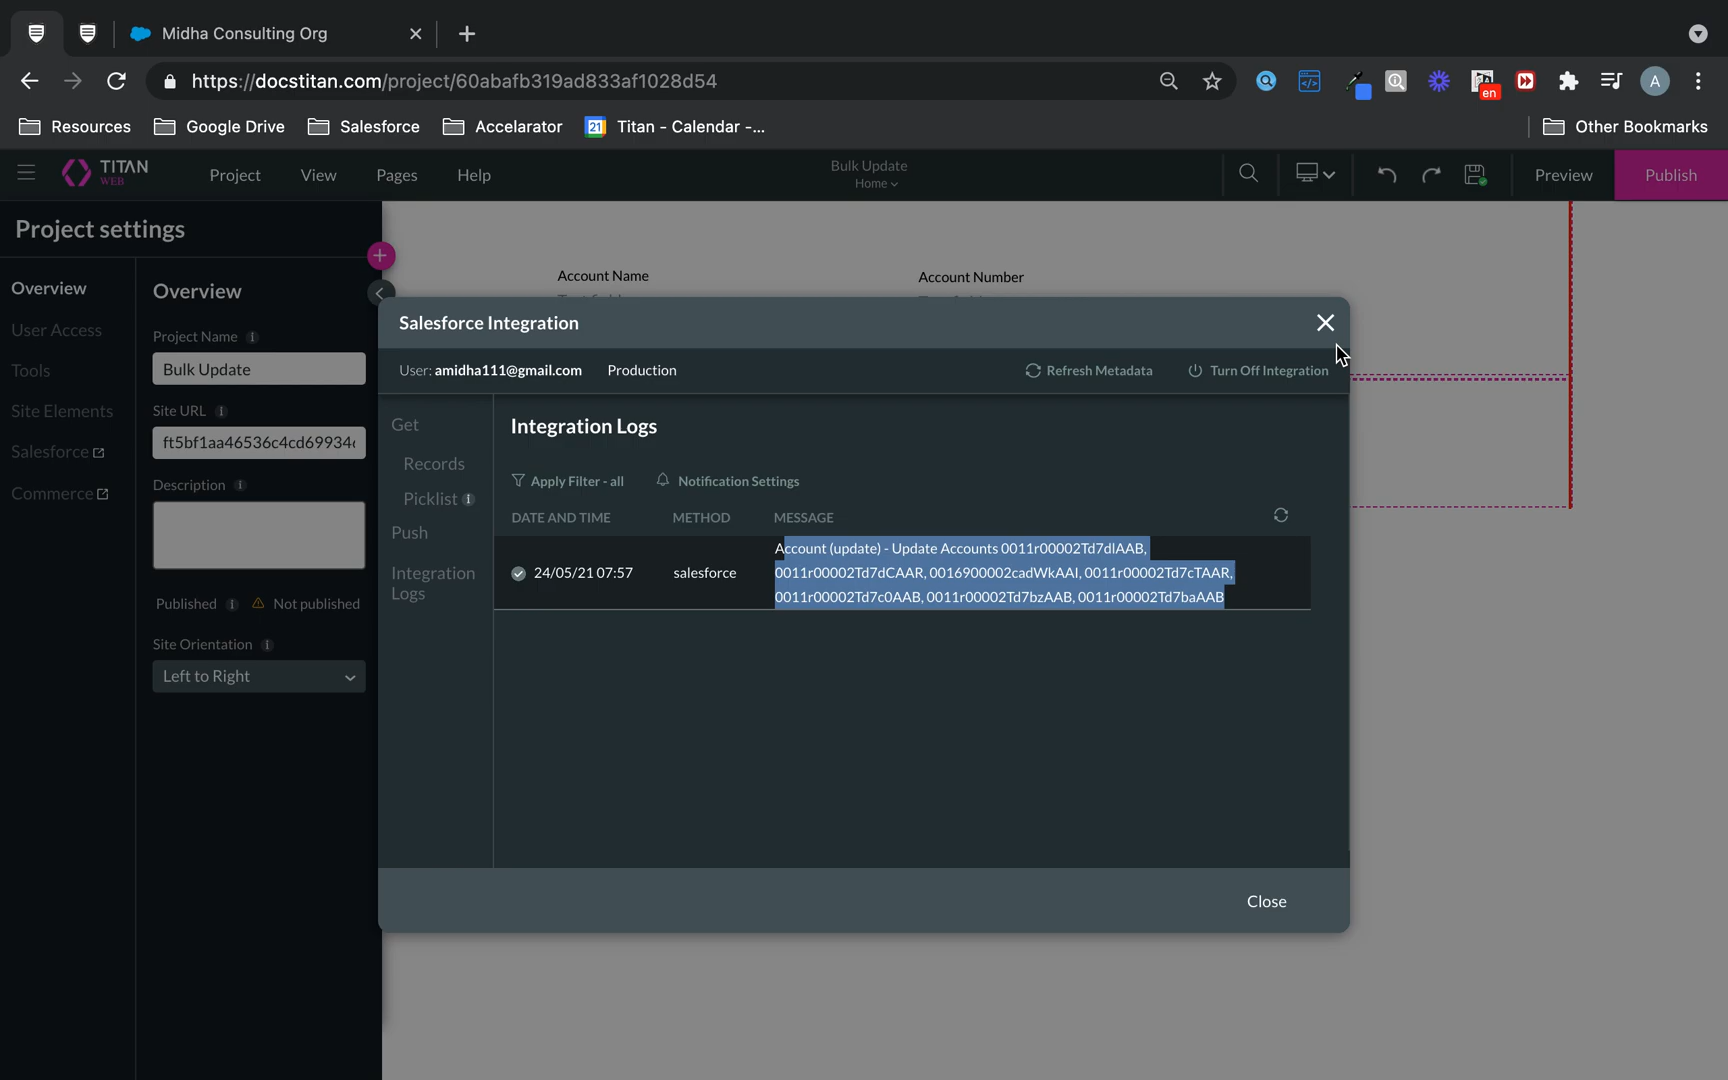 Midha Consulting Org
https://docstitan.com/project/60abafb319ad833af1028d54
en
A
Resources
Google Drive
Salesforce
Accelarator
21
Titan - Calendar -...
Other Bookmarks
TITAN
WEB
Project
View
Pages
Help
Bulk Update
Home
Preview
Publish
Project settings
Overview
User Access
Tools
Site Elements
Salesforce
Commerce
Overview
Project Name
Bulk Update
Site URL
Description
Published
Not published
Site Orientation
Left to Right
Account Name
Account Number
Salesforce Integration
User: amidha111@gmail.com
Production
Refresh Metadata
Turn Off Integration
Get
Records
Picklist
Push
Integration
Logs
Integration Logs
Apply Filter - all
Notification Settings
DATE AND TIME
METHOD
MESSAGE
24/05/21 07:57
salesforce
Account (update) - Update Accounts 0011r00002Td7dIAAB,
0011r00002Td7dCAAR, 0016900002cadWkAAI, 0011r00002Td7cTAAR,
0011r00002Td7c0AAB, 0011r00002Td7bzAAB, 0011r00002Td7baAAB
Close